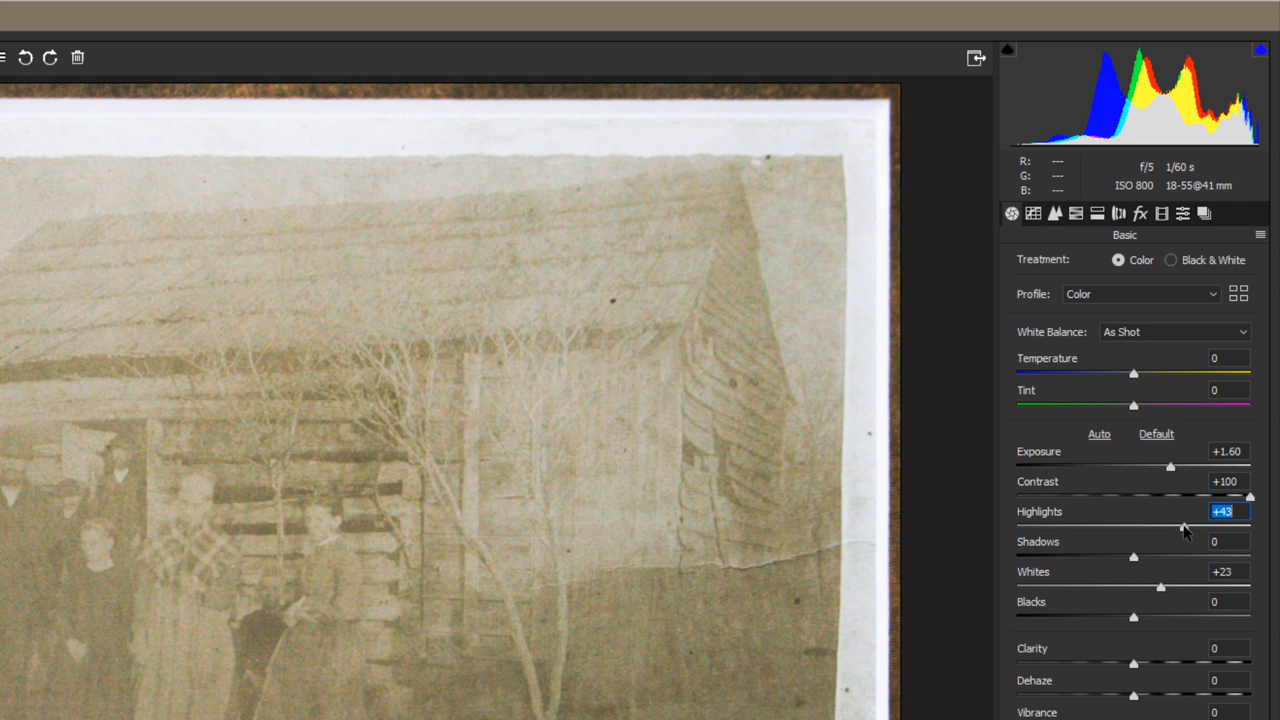 R: ---
G: ---
B: ---
f/5 1/60 s
ISO 800 18-55@41 mm
fx
Basic
Treatment: Color Black & White
Profile: Color
White Balance: As Shot
Temperature 0
Tint 0
Auto Default
Exposure +1.60
Contrast +100
Highlights +43
Shadows 0
Whites +23
Blacks 0
Clarity 0
Dehaze 0
Vibrance 0